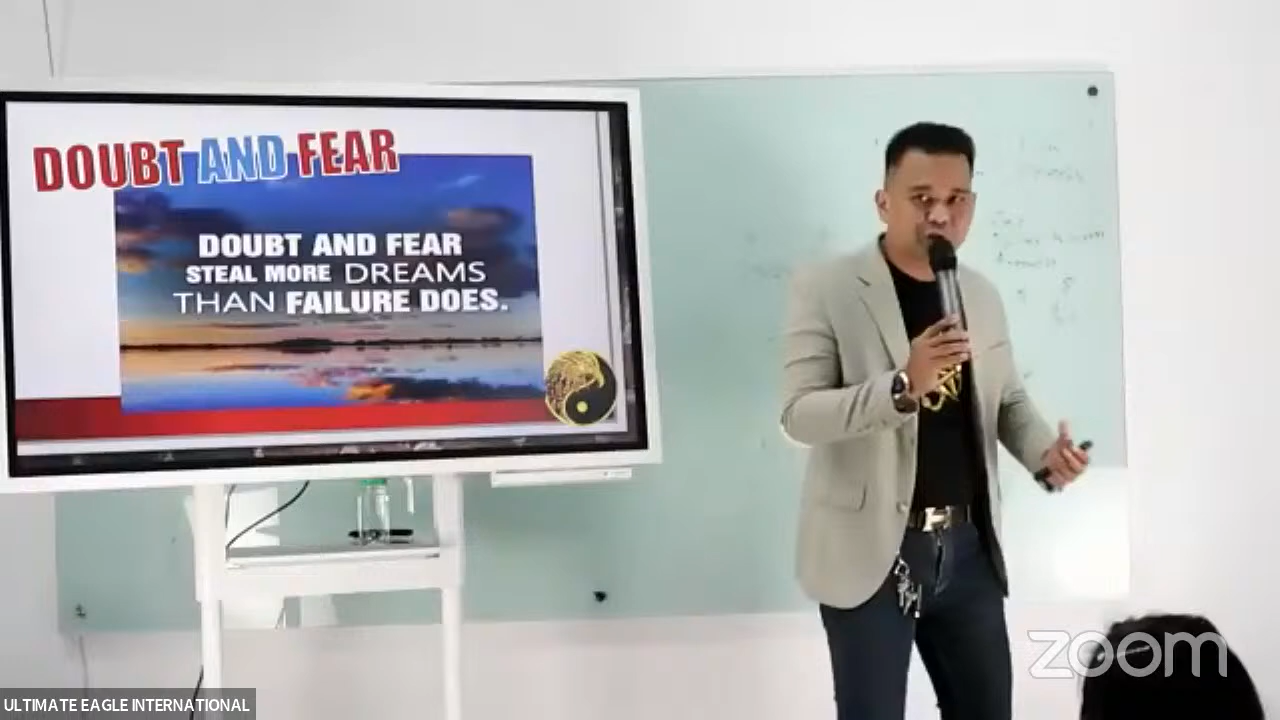 DOUBT AND FEAR
DOUBT AND FEAR
STEAL MORE DREAMS
THAN FAILURE DOES.
ULTIMATE EAGLE INTERNATIONAL
zoom